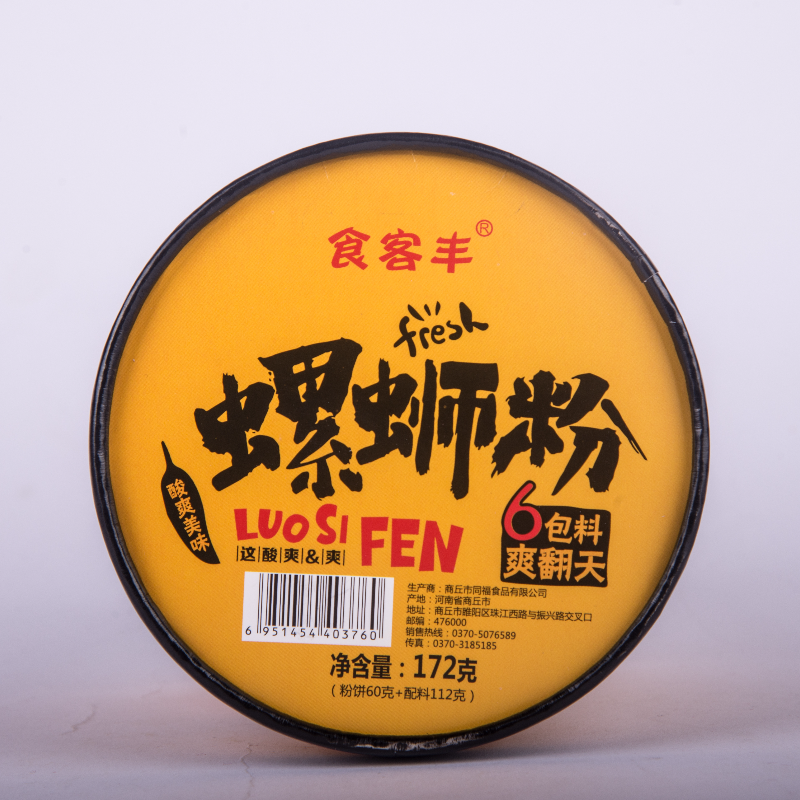 食客丰®
fresh
螺蛳粉
酸爽美味
LUO SI FEN
这|酸|爽|&|爽
6包料
爽翻天
6 951454 403760
生产商：商丘市同福食品有限公司
产地：河南省商丘市
地址：商丘市睢阳区珠江西路与振兴路交叉口
邮编：476000
销售热线：0370-5076589
传真：0370-3185185
净含量：172克
（粉饼60克+配料112克）